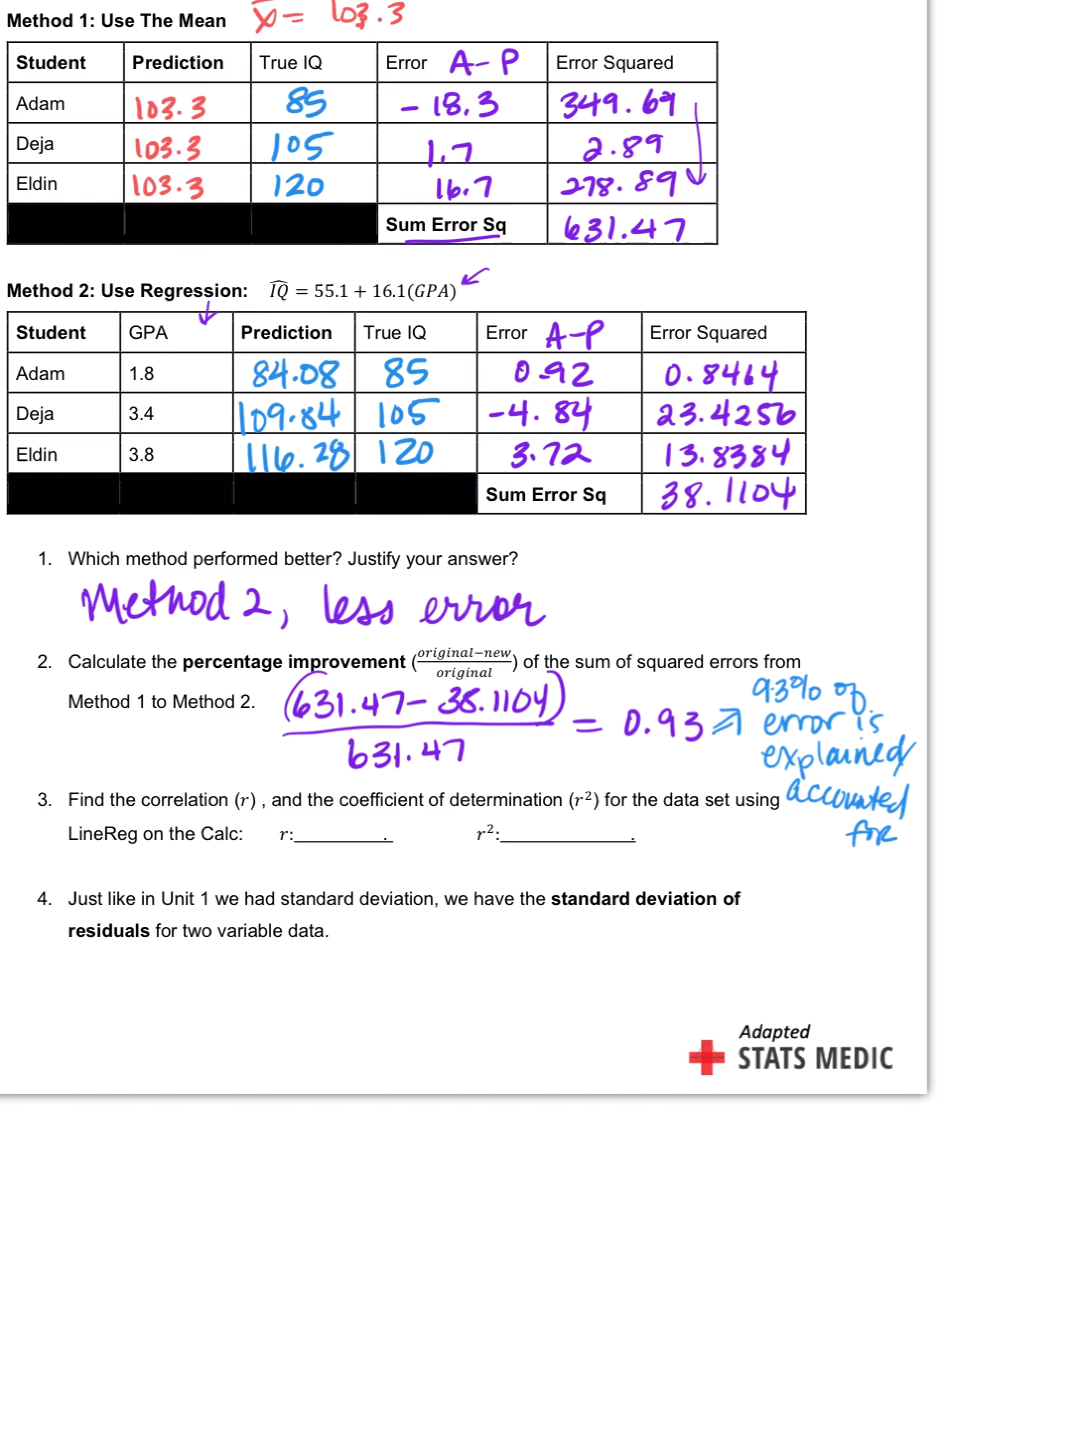 Method 1: Use The Mean x̄ = 103.3
Student Prediction True IQ Error A-P Error Squared
Adam 103.3 85 -18.3 349.69
Deja 103.3 105 1.7 2.89
Eldin 103.3 120 16.7 278.89
Sum Error Sq 631.47
Method 2: Use Regression: \widehat{IQ} = 55.1 + 16.1(GPA)
Student GPA Prediction True IQ Error A-P Error Squared
Adam 1.8 84.08 85 0.92 0.8464
Deja 3.4 109.84 105 -4.84 23.4256
Eldin 3.8 116.28 120 3.72 13.8384
Sum Error Sq 38.1104
1. Which method performed better? Justify your answer?
Method 2, less error
2. Calculate the percentage improvement (original-new/original) of the sum of squared errors from
Method 1 to Method 2. (631.47-38.1104)/631.47 = 0.93
93% of
error is
explained
accounted
for
3. Find the correlation (r) , and the coefficient of determination (r²) for the data set using
LineReg on the Calc: r:__________. r²:______________.
4. Just like in Unit 1 we had standard deviation, we have the standard deviation of
residuals for two variable data.
Adapted
STATS MEDIC